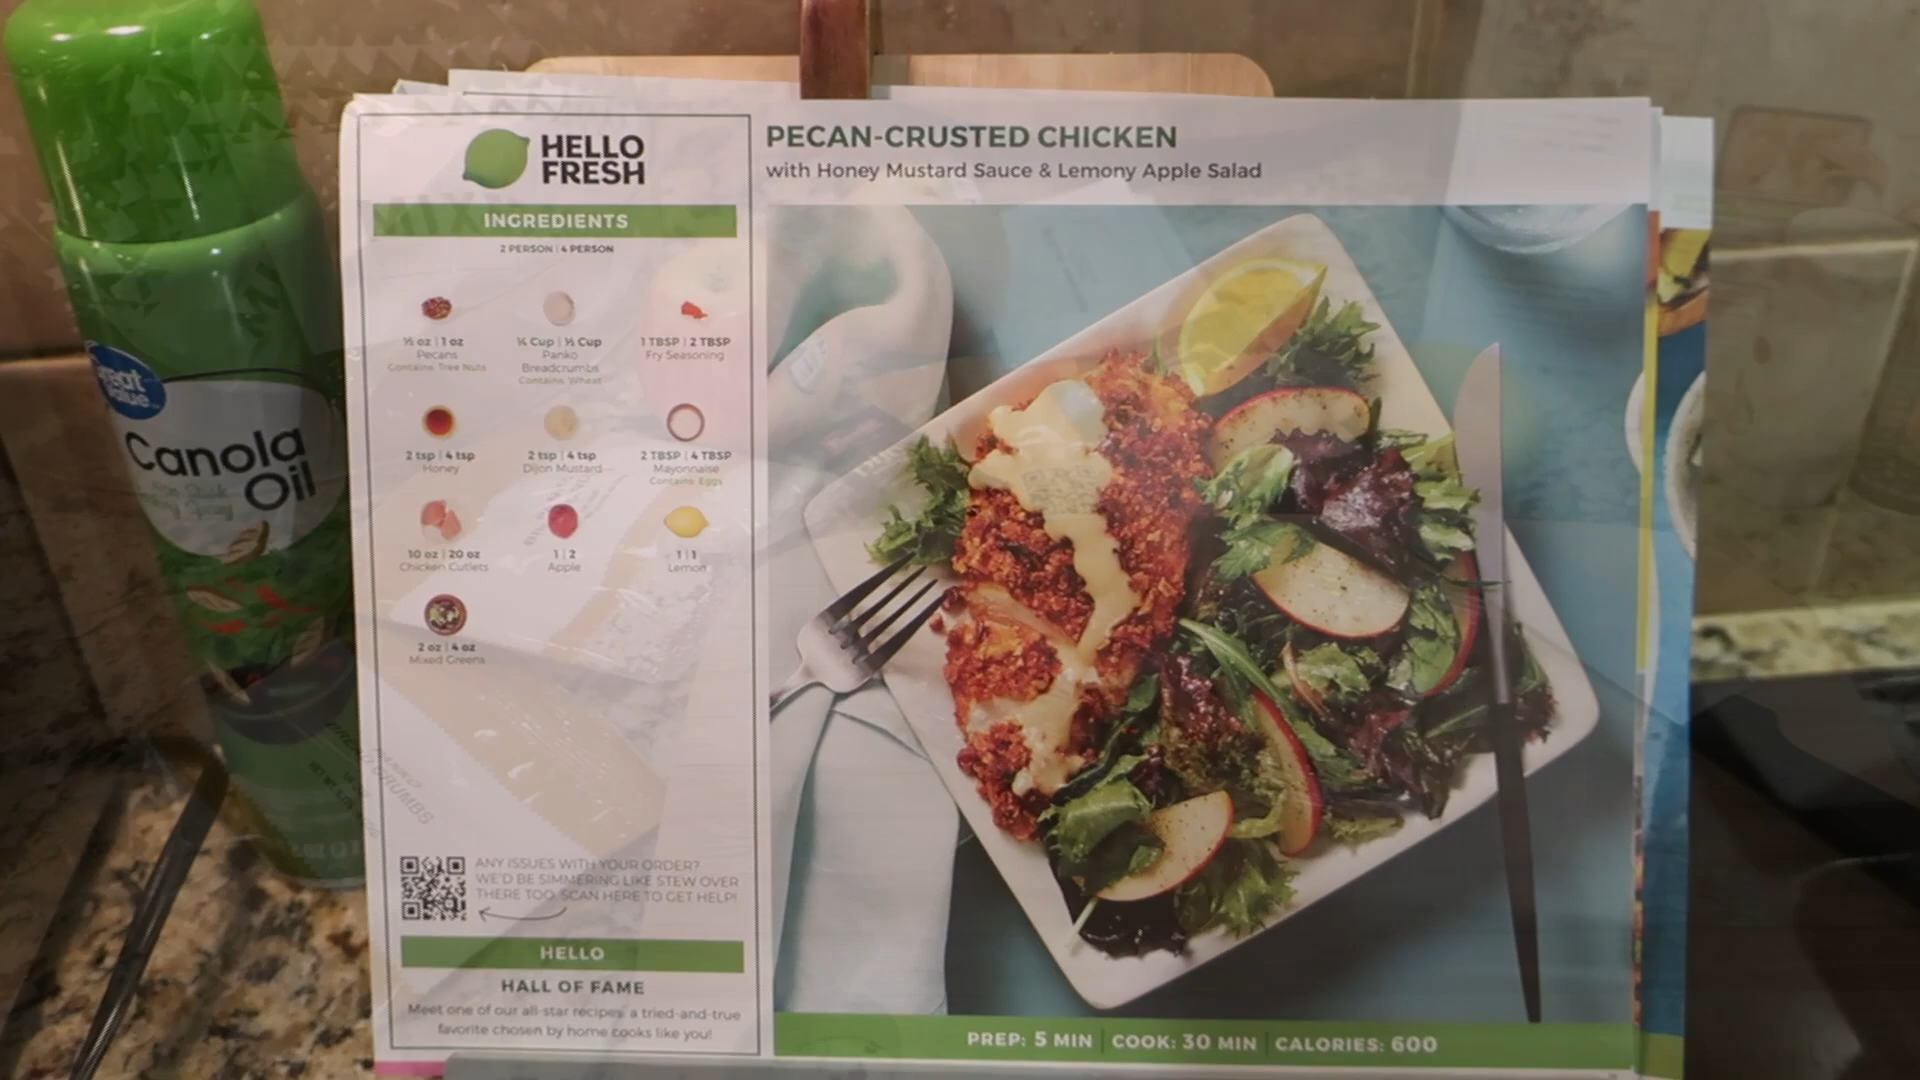 HELLO
FRESH
PECAN-CRUSTED CHICKEN
with Honey Mustard Sauce & Lemony Apple Salad
INGREDIENTS
2 PERSON | 4 PERSON
½ oz | 1 oz
Pecans
Contains: Tree Nuts
¼ Cup | ½ Cup
Panko
Breadcrumbs
Contains: Wheat
1 TBSP | 2 TBSP
Fry Seasoning
2 tsp | 4 tsp
Honey
2 tsp | 4 tsp
Dijon Mustard
2 TBSP | 4 TBSP
Mayonnaise
Contains: Eggs
10 oz | 20 oz
Chicken Cutlets
1 | 2
Apple
1 | 1
Lemon
2 oz | 4 oz
Mixed Greens
ANY ISSUES WITH YOUR ORDER?
WE'D BE SIMMERING LIKE STEW OVER
THERE TOO. SCAN HERE TO GET HELP!
HELLO
HALL OF FAME
Meet one of our all-star recipes: a tried-and-true
favorite chosen by home cooks like you!
PREP: 5 MIN | COOK: 30 MIN | CALORIES: 600
Great
Value
Canola
Oil